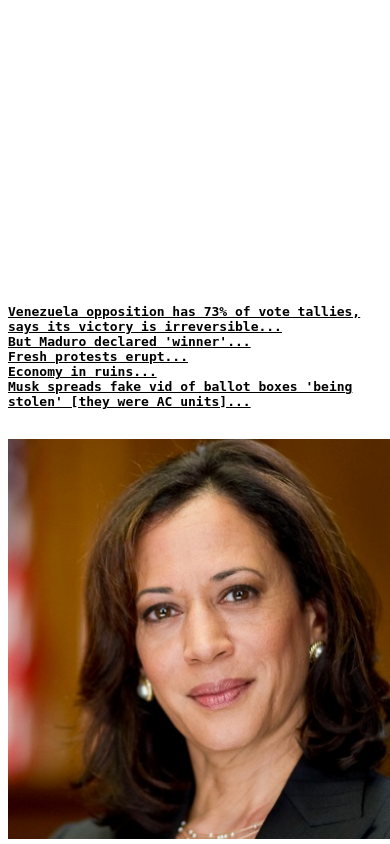 Venezuela opposition has 73% of vote tallies,
says its victory is irreversible...
But Maduro declared 'winner'...
Fresh protests erupt...
Economy in ruins...
Musk spreads fake vid of ballot boxes 'being
stolen' [they were AC units]...